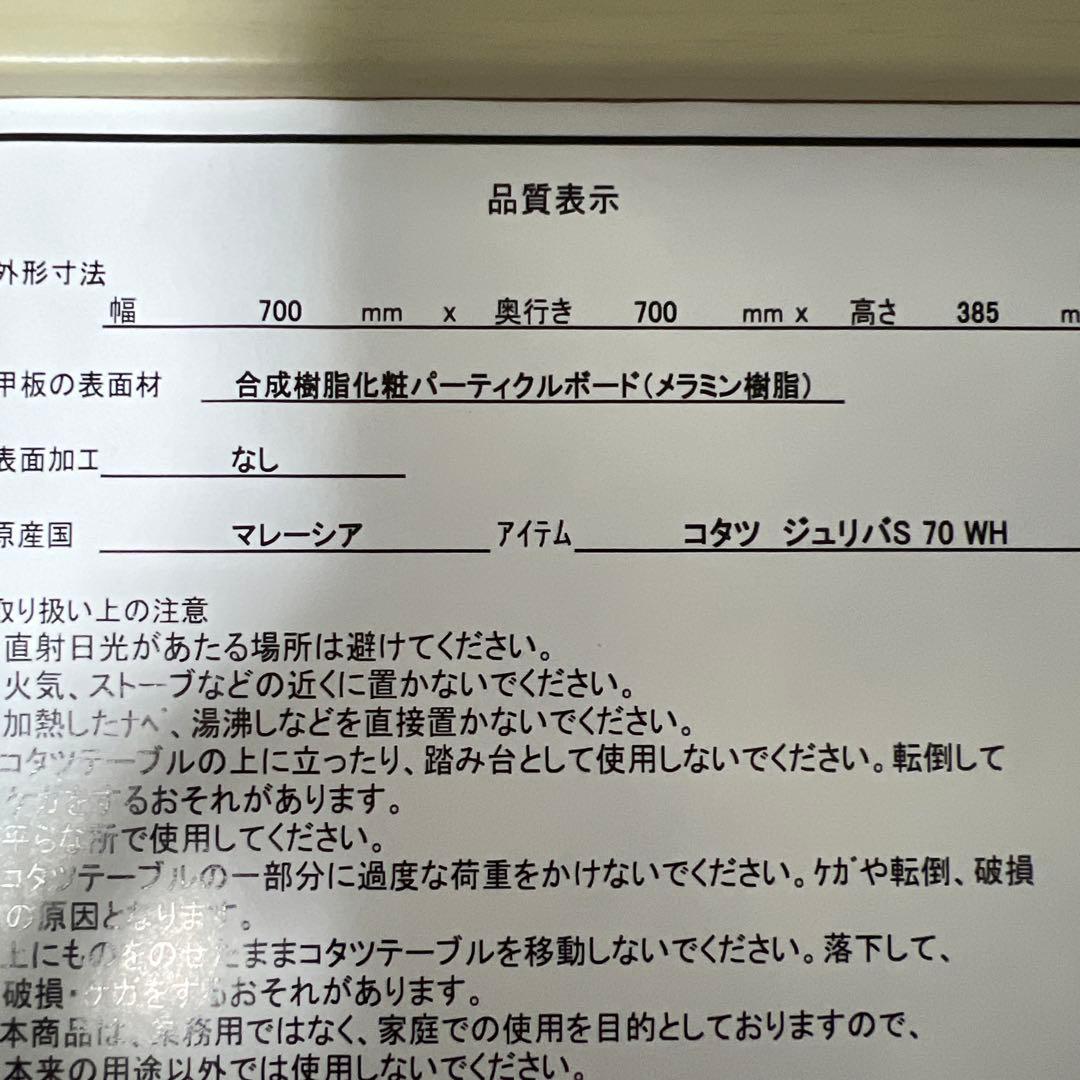 品質表示
外形寸法
幅 700 mm x 奥行き 700 mm x 高さ 385 m
甲板の表面材 合成樹脂化粧パーティクルボード(メラミン樹脂)
表面加工 なし
原産国 マレーシア アイテム コタツ ジュリバS 70 WH
取り扱い上の注意
直射日光があたる場所は避けてください。
火気、ストーブなどの近くに置かないでください。
加熱したナベ、湯沸しなどを直接置かないでください。
コタツテーブルの上に立ったり、踏み台として使用しないでください。転倒して
ケガをするおそれがあります。
平らな所で使用してください。
コタツテーブルの一部分に過度な荷重をかけないでください。ケガや転倒、破損
の原因となります。
上にものをのせたままコタツテーブルを移動しないでください。落下して、
破損・ケガをするおそれがあります。
本商品は、業務用ではなく、家庭での使用を目的としておりますので、
本来の用途以外では使用しないでください。